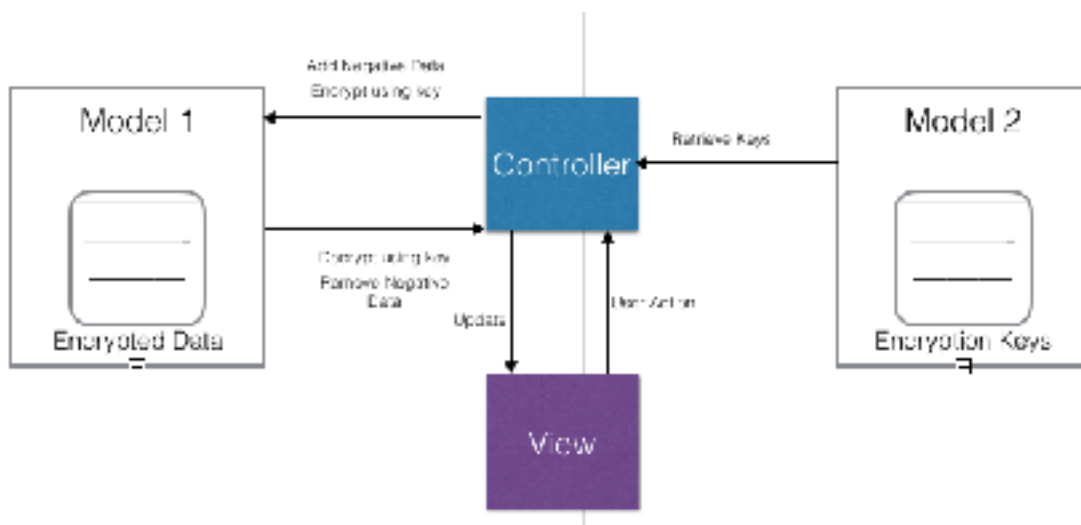 Add Negative Data
Encrypt using key
Model 1
Model 2
Retrieve Keys
Controller
Decrypt using key
Remove Negative
Data
Update
User Action
Encrypted Data
Encryption Keys
View